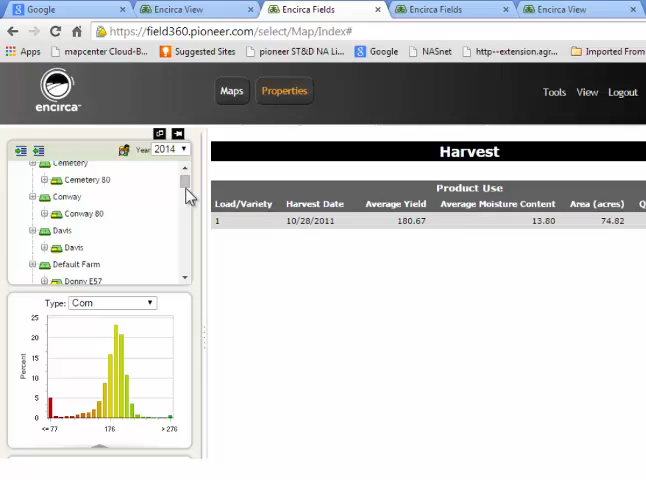 Google
Encirca View
Encirca Fields
Encirca Fields
Encirca View
https://field360.pioneer.com/select/Map/Index#
Apps
mapcenter Cloud-B...
Suggested Sites
pioneer ST&D NA Li...
Google
NASnet
http--extension.agr...
Imported From
encirca
Maps
Properties
Tools
View
Logout
Year 2014
Cemetery
Cemetery 80
Conway
Conway 80
Davis
Davis
Default Farm
Donny E57
Harvest
Product Use
Load/Variety Harvest Date Average Yield Average Moisture Content Area (acres) Q
1 10/28/2011 180.67 13.80 74.82
Type: Corn
25
20
15
10
5
0
Percent
<= 77 176 > 276